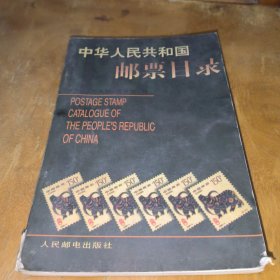 中华人民共和国
邮票目录
POSTAGE STAMP
CATALOGUE OF
THE PEOPLE'S REPUBLIC
OF CHINA
人民邮电出版社